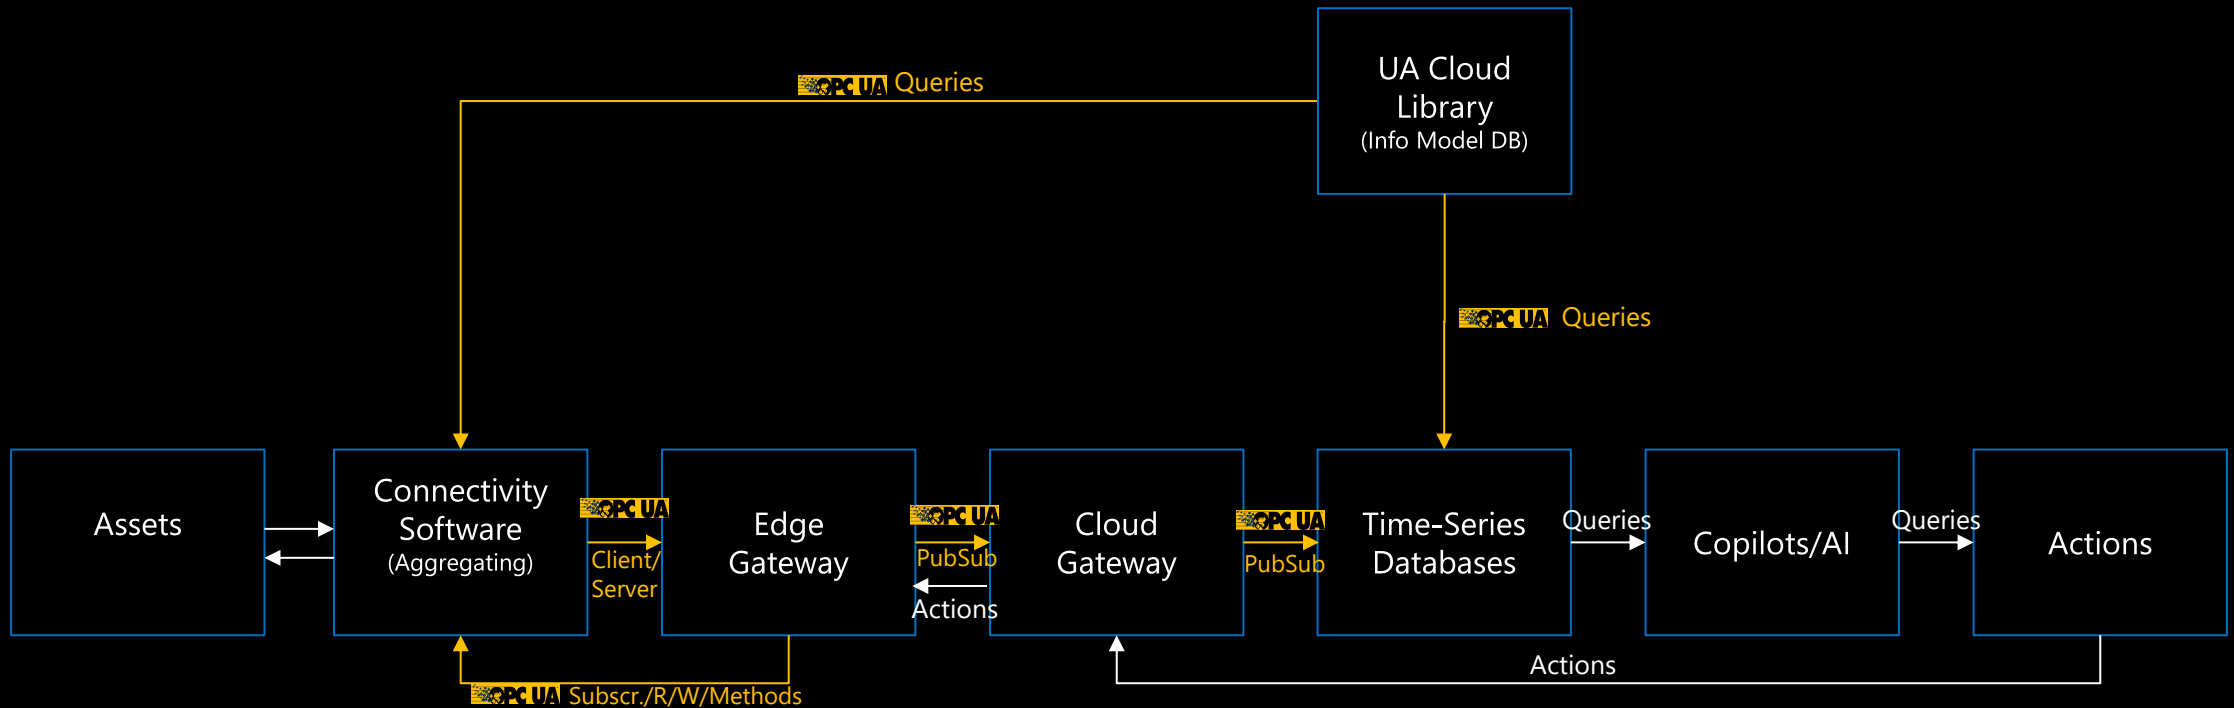 UA Cloud
Library
(Info Model DB)
OPC UA Queries
OPC UA Queries
Assets
Connectivity
Software
(Aggregating)
OPC UA
Client/
Server
Edge
Gateway
OPC UA
PubSub
Actions
Cloud
Gateway
OPC UA
PubSub
Time-Series
Databases
Queries
Copilots/AI
Queries
Actions
OPC UA Subscr./R/W/Methods
Actions